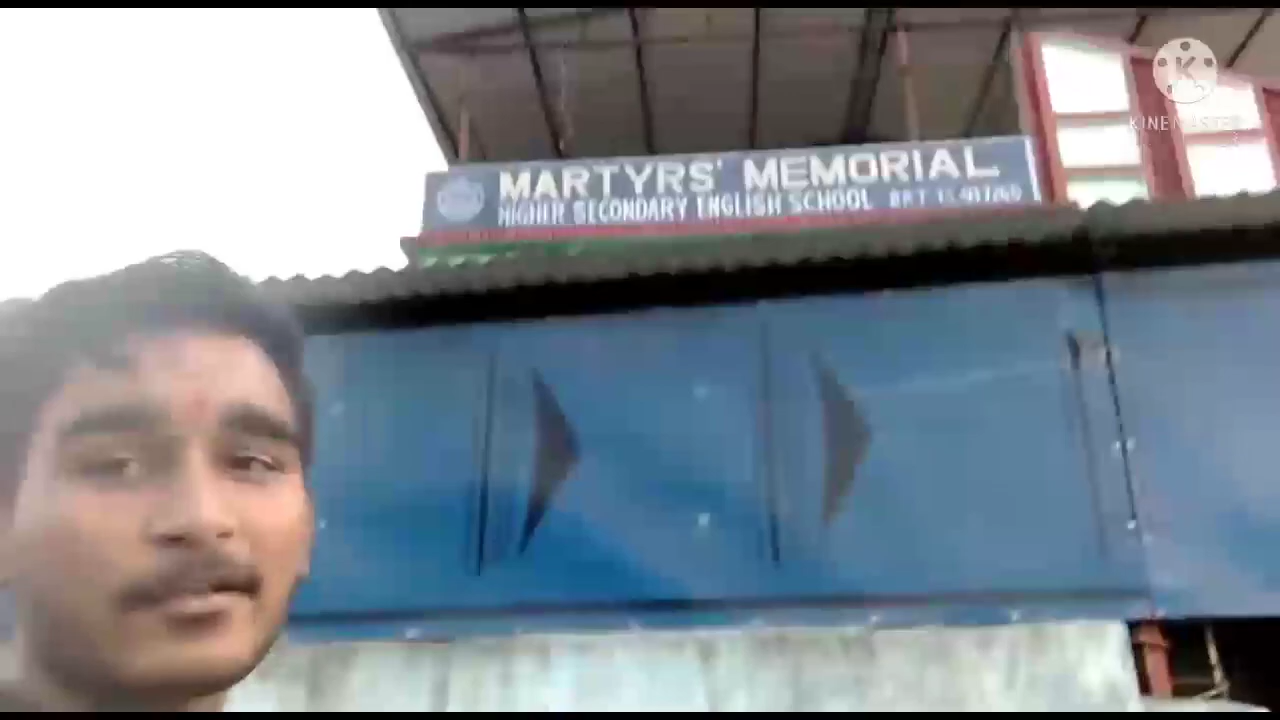 MARTYRS' MEMORIAL
HIGHER SECONDARY ENGLISH SCHOOL
KINEMASTER